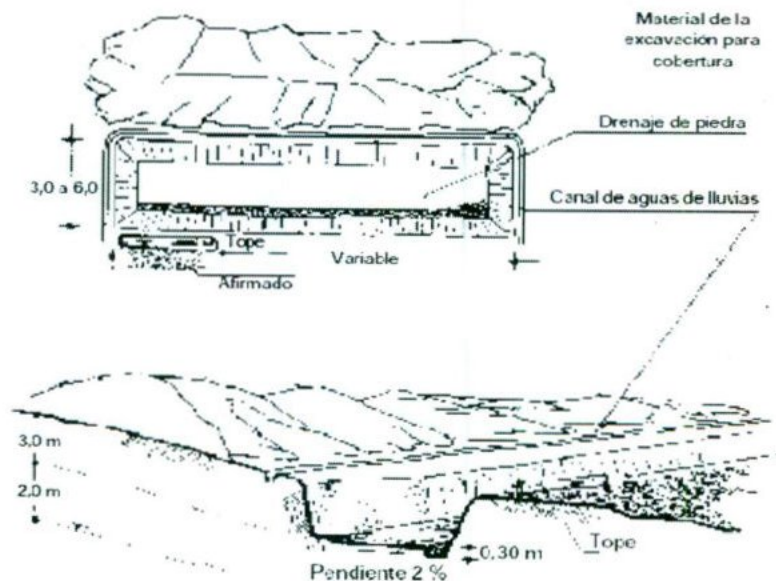 Material de la
excavación para
cobertura
Drenaje de piedra
3,0 a 6,0
Canal de aguas de lluvias
Tope
Variable
Afirmado
3,0 m
2,0 m
0,30 m
Tope
Pendiente 2 %